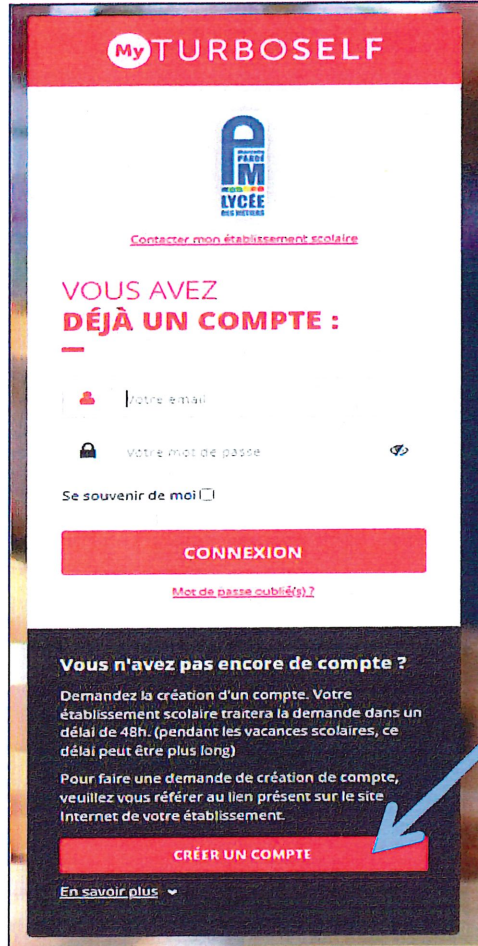 My TURBOSELF
PARDÉ
PM
LYCÉE
DES MÉTIERS
Contacter mon établissement scolaire
VOUS AVEZ
DÉJÀ UN COMPTE :
Votre email
Votre mot de passe
Se souvenir de moi
CONNEXION
Mot de passe oublié(s) ?
Vous n'avez pas encore de compte ?
Demandez la création d'un compte. Votre
établissement scolaire traitera la demande dans un
délai de 48h. (pendant les vacances scolaires, ce
délai peut être plus long)
Pour faire une demande de création de compte,
veuillez vous référer au lien présent sur le site
Internet de votre établissement.
CRÉER UN COMPTE
En savoir plus